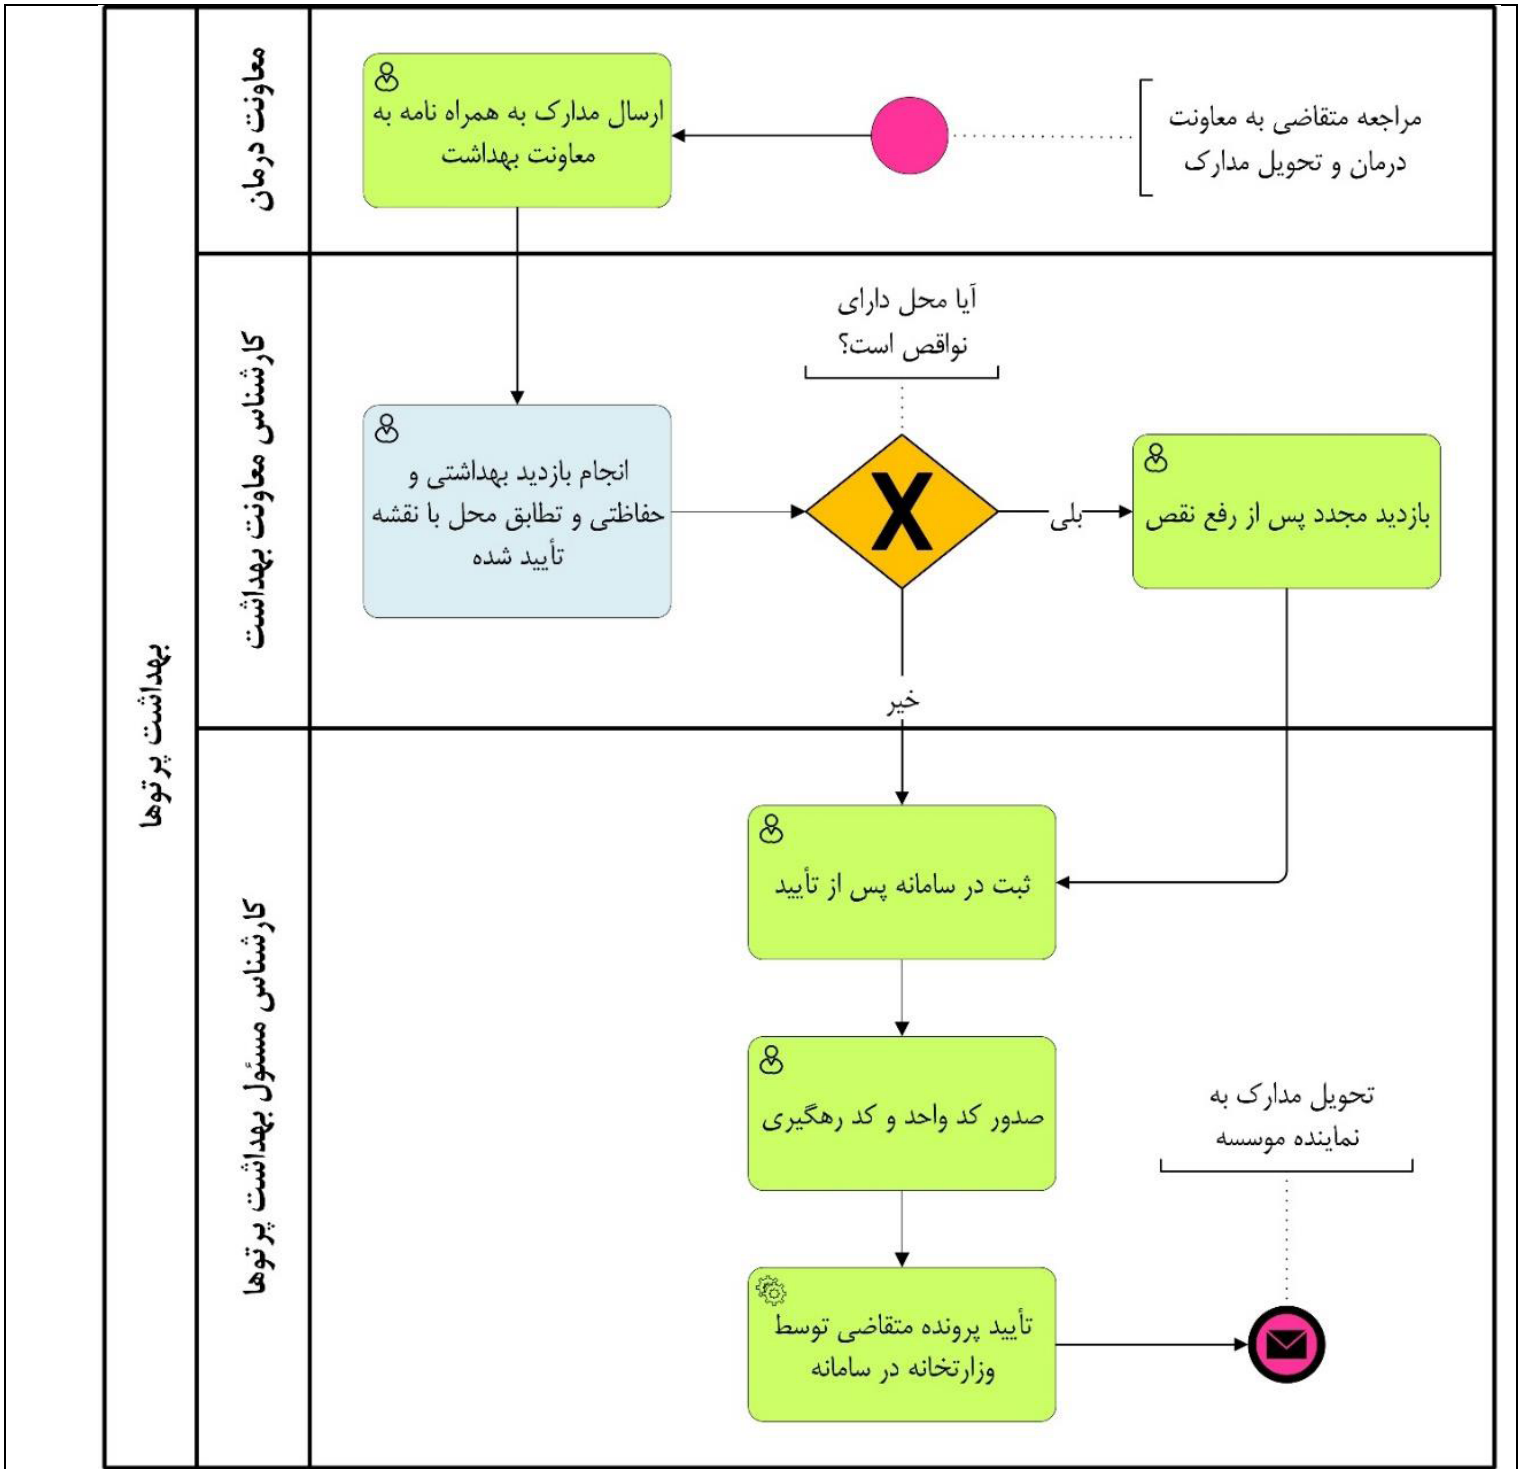 بهداشت پرتوها
معاونت درمان
مراجعه متقاضی به معاونت
درمان و تحویل مدارک
ارسال مدارک به همراه نامه به
معاونت بهداشت
کارشناس معاونت بهداشت
انجام بازدید بهداشتی و
حفاظتی و تطابق محل با نقشه
تأیید شده
آیا محل دارای
نواقص است؟
بلی
بازدید مجدد پس از رفع نقص
خیر
کارشناس مسئول بهداشت پرتوها
ثبت در سامانه پس از تأیید
صدور کد واحد و کد رهگیری
تأیید پرونده متقاضی توسط
وزارتخانه در سامانه
تحویل مدارک به
نماینده موسسه